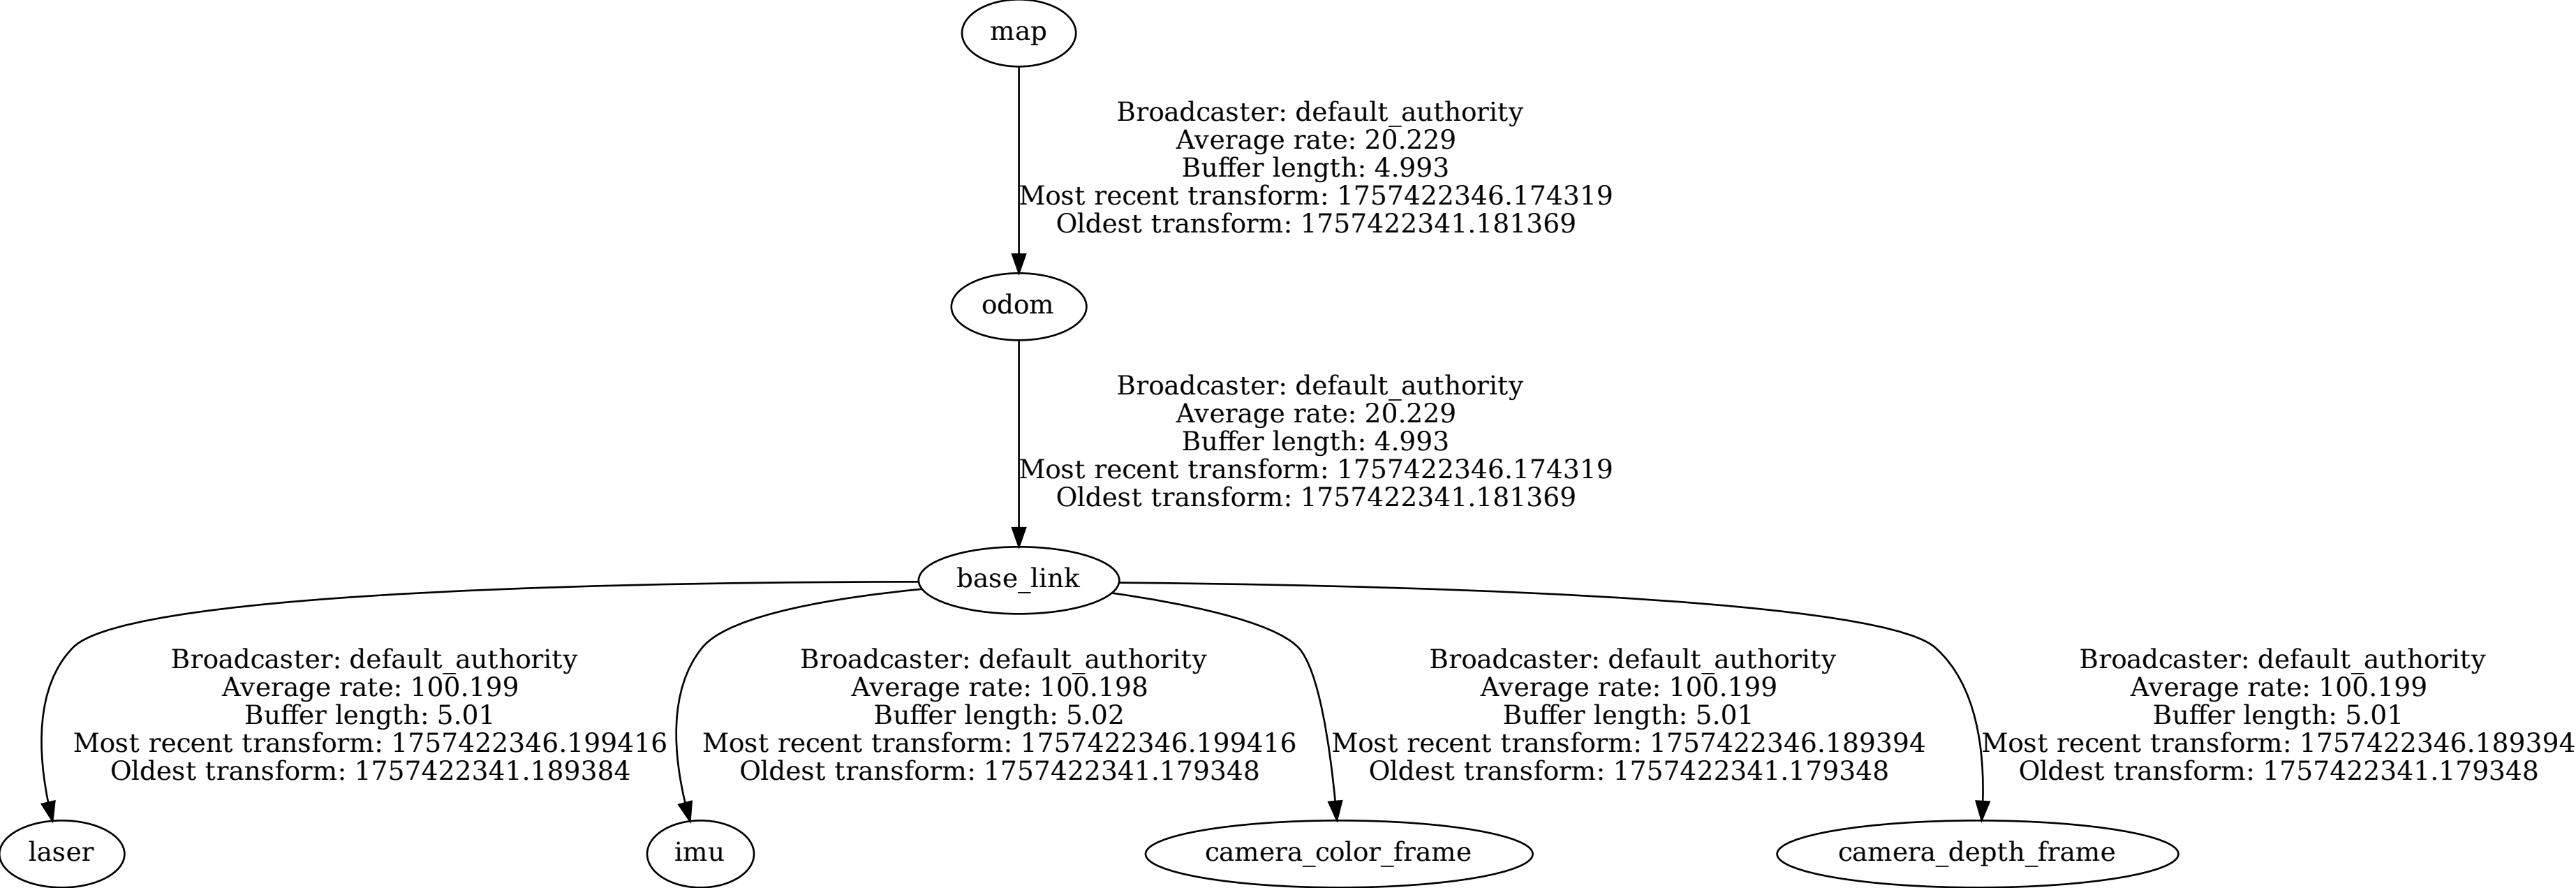 map
Broadcaster: default_authority
Average rate: 20.229
Buffer length: 4.993
Most recent transform: 1757422346.174319
Oldest transform: 1757422341.181369
odom
Broadcaster: default_authority
Average rate: 20.229
Buffer length: 4.993
Most recent transform: 1757422346.174319
Oldest transform: 1757422341.181369
base_link
Broadcaster: default_authority
Average rate: 100.199
Buffer length: 5.01
Most recent transform: 1757422346.199416
Oldest transform: 1757422341.189384
Broadcaster: default_authority
Average rate: 100.198
Buffer length: 5.02
Most recent transform: 1757422346.199416
Oldest transform: 1757422341.179348
Broadcaster: default_authority
Average rate: 100.199
Buffer length: 5.01
Most recent transform: 1757422346.189394
Oldest transform: 1757422341.179348
Broadcaster: default_authority
Average rate: 100.199
Buffer length: 5.01
Most recent transform: 1757422346.189394
Oldest transform: 1757422341.179348
laser
imu
camera_color_frame
camera_depth_frame